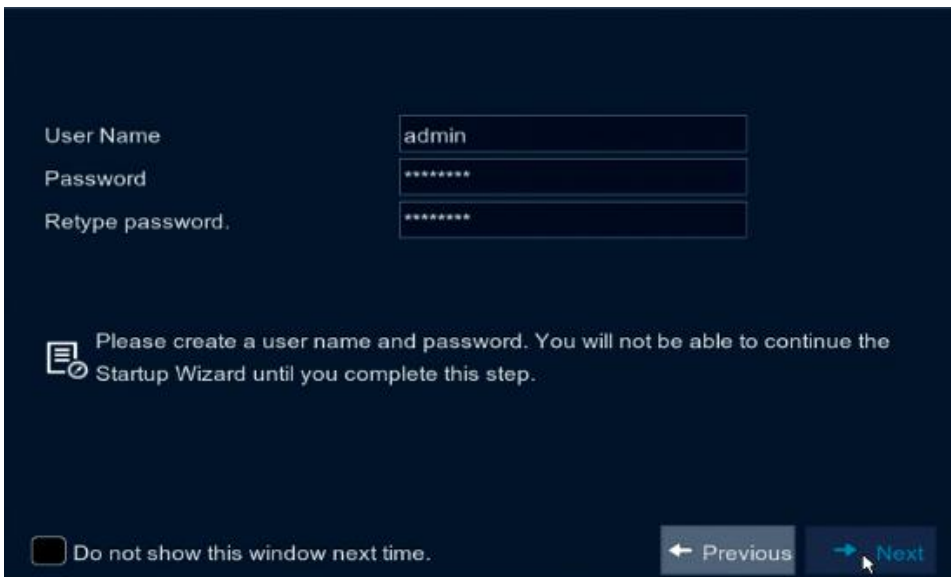 User Name
admin
Password
********
Retype password.
********
Please create a user name and password. You will not be able to continue the
Startup Wizard until you complete this step.
Do not show this window next time.
Previous
Next